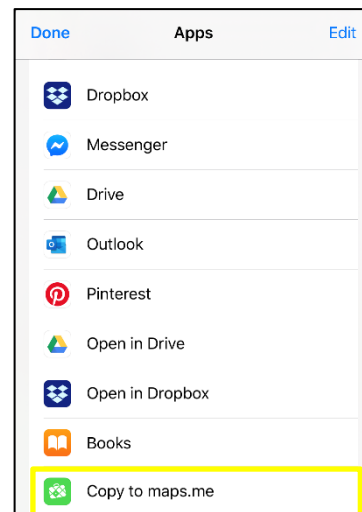 Done Apps Edit
Dropbox
Messenger
Drive
Outlook
Pinterest
Open in Drive
Open in Dropbox
Books
Copy to maps.me